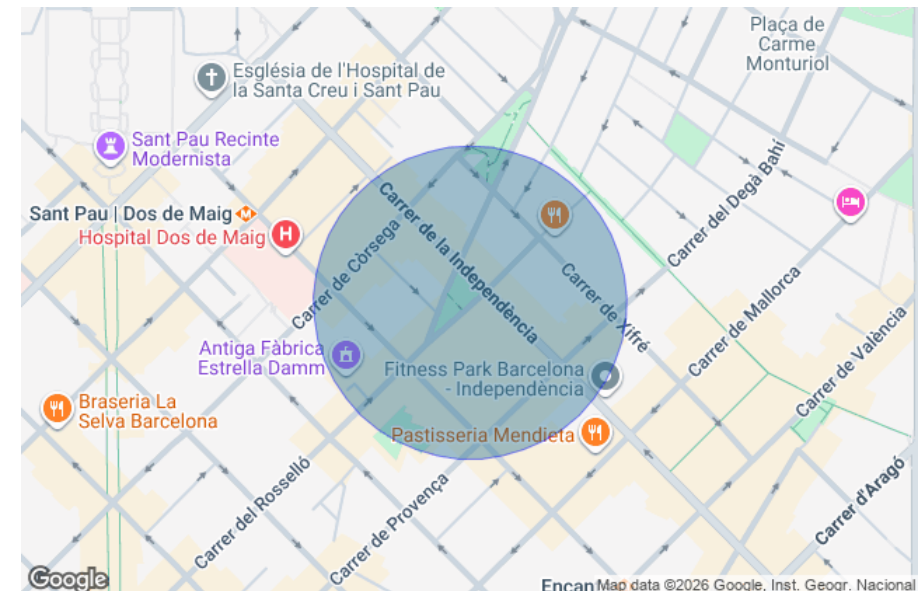 Plaça de
Carme
Monturiol
Església de l'Hospital de
la Santa Creu i Sant Pau
Sant Pau Recinte
Modernista
Sant Pau | Dos de Maig
M
Hospital Dos de Maig
H
Carrer del Degà Bahí
Carrer de la Independència
Carrer de Còrsega
Carrer de Xifré
Carrer de Mallorca
Carrer de València
Antiga Fàbrica
Estrella Damm
Fitness Park Barcelona
- Independència
Braseria La
Selva Barcelona
Pastisseria Mendieta
Carrer del Rosselló
Carrer de Provença
Carrer d'Aragó
Google
Encan
Map data ©2026 Google, Inst. Geogr. Nacional